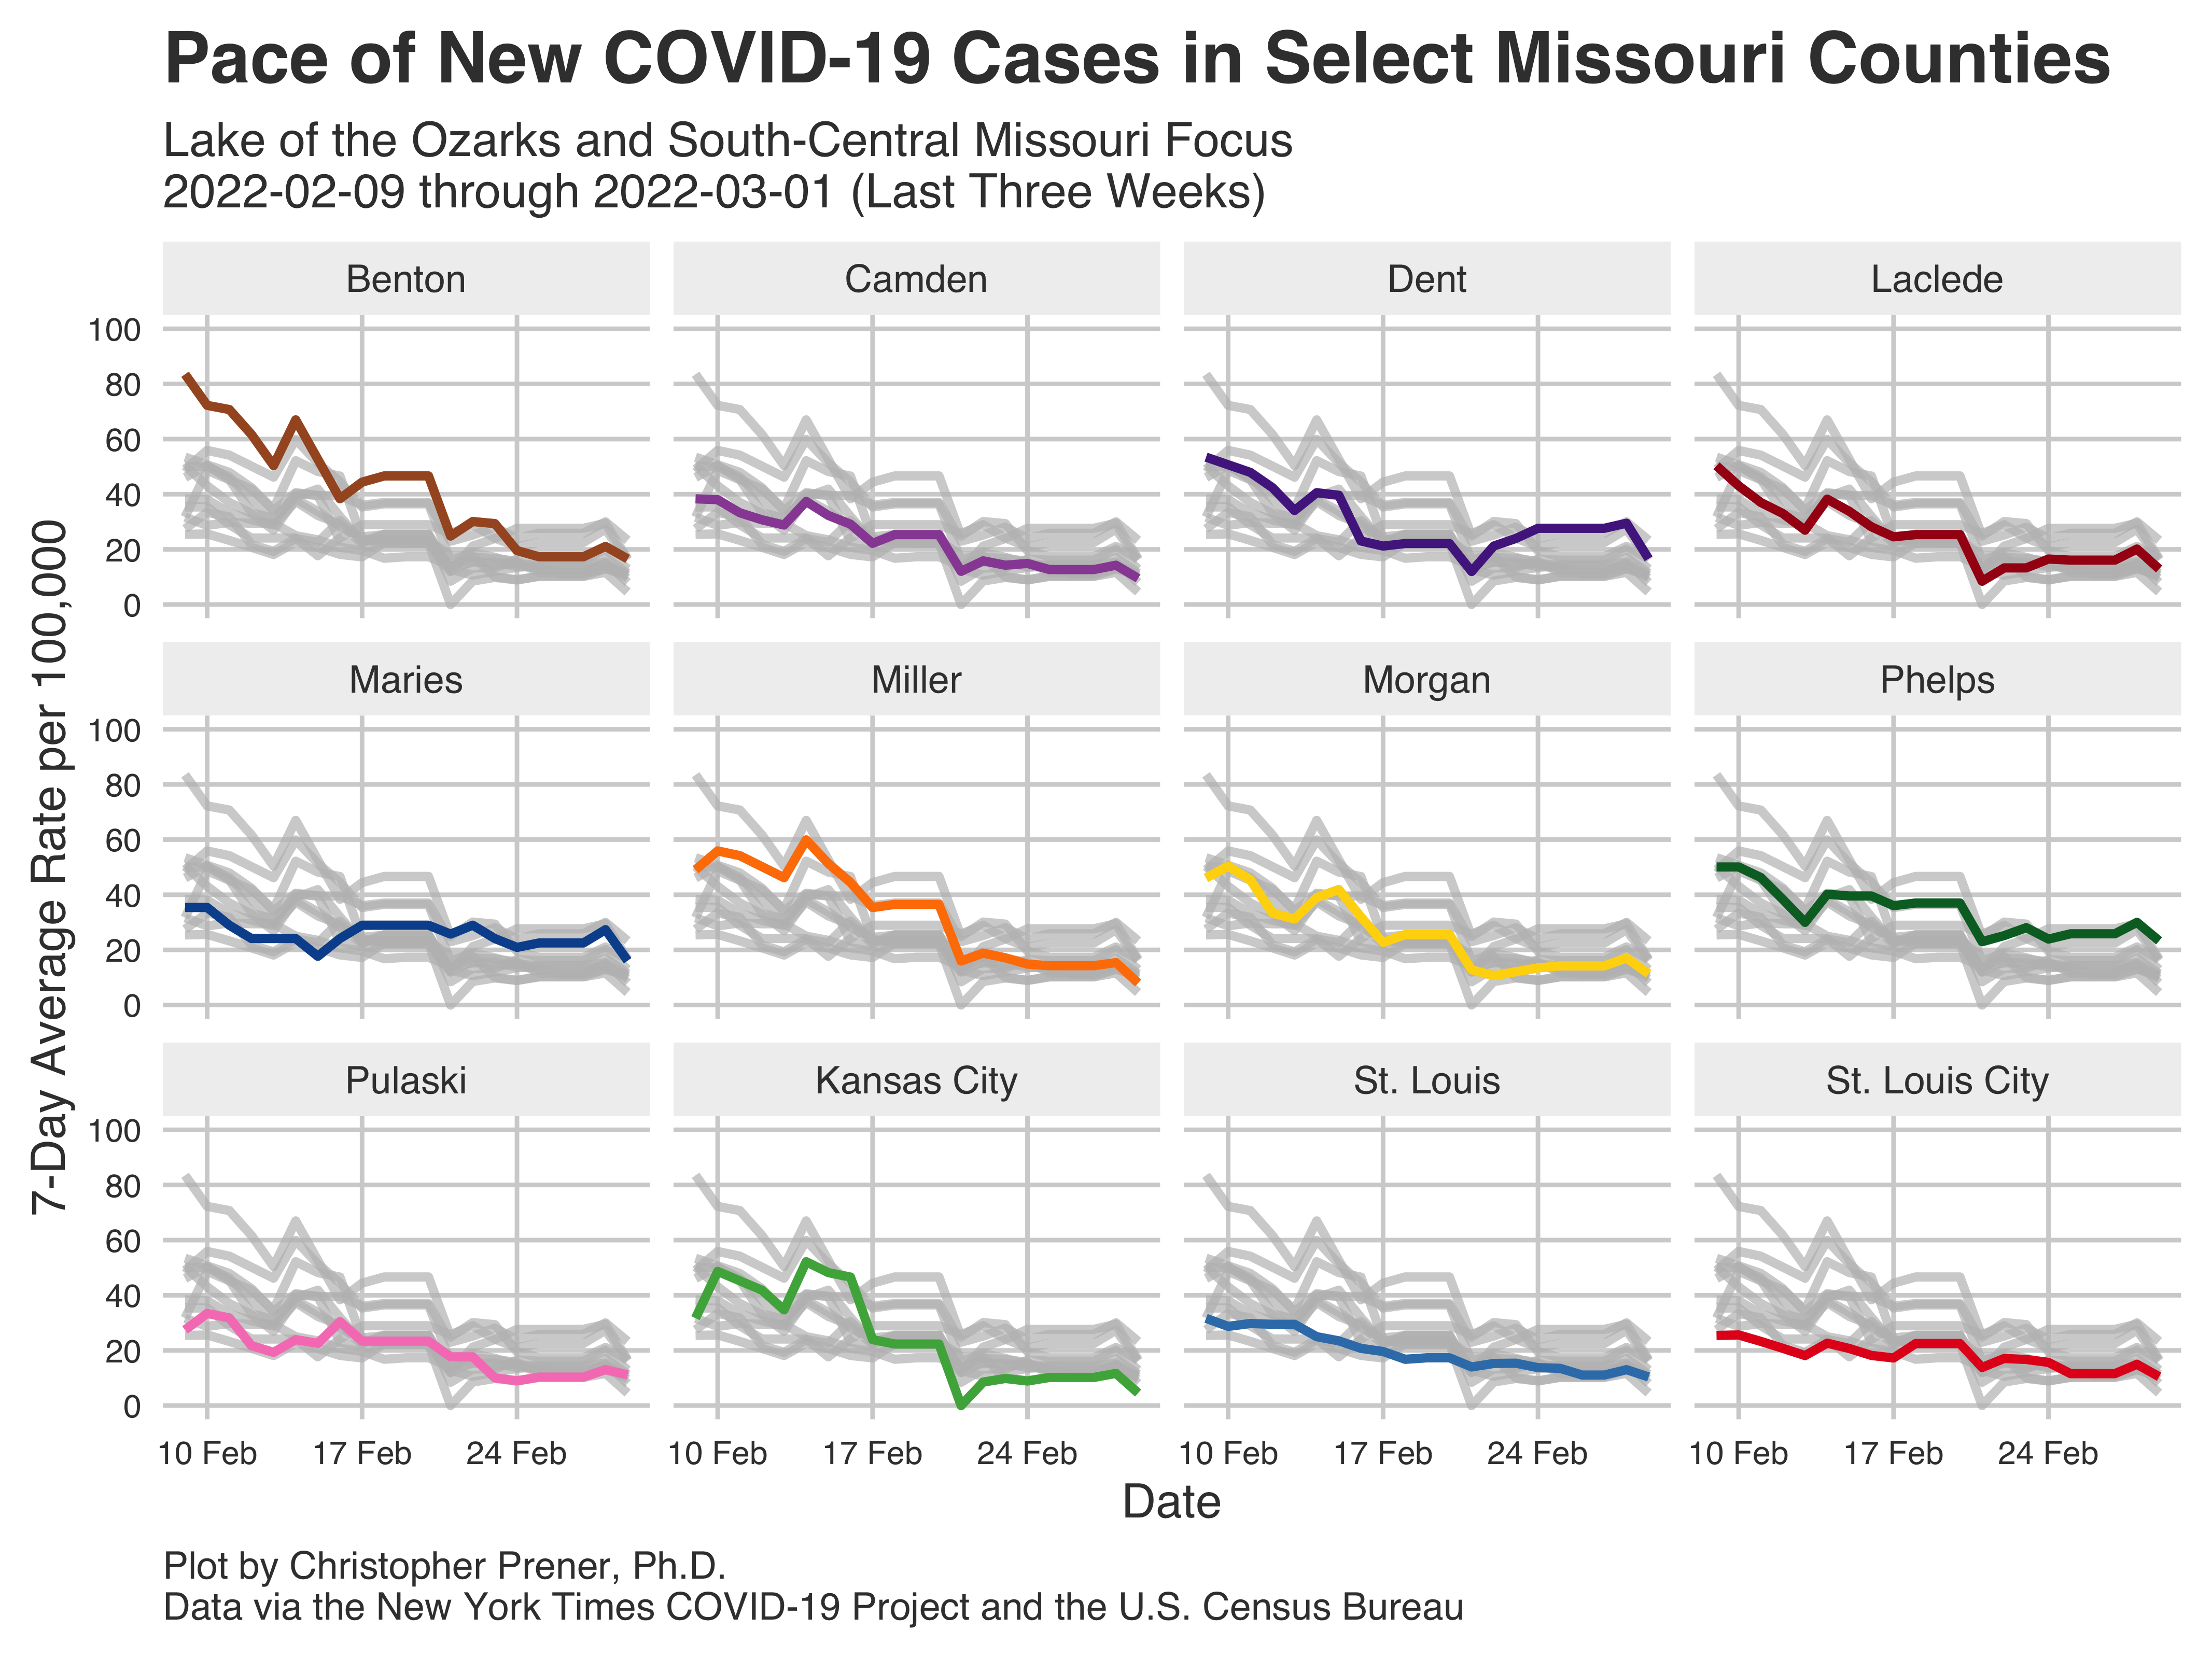 Pace of New COVID-19 Cases in Select Missouri Counties
Lake of the Ozarks and South-Central Missouri Focus
2022-02-09 through 2022-03-01 (Last Three Weeks)
7-Day Average Rate per 100,000
Benton
Camden
Dent
Laclede
100
80
60
40
20
0
Maries
Miller
Morgan
Phelps
100
80
60
40
20
0
Pulaski
Kansas City
St. Louis
St. Louis City
100
80
60
40
20
0
10 Feb 17 Feb 24 Feb
10 Feb 17 Feb 24 Feb
10 Feb 17 Feb 24 Feb
10 Feb 17 Feb 24 Feb
Date
Plot by Christopher Prener, Ph.D.
Data via the New York Times COVID-19 Project and the U.S. Census Bureau